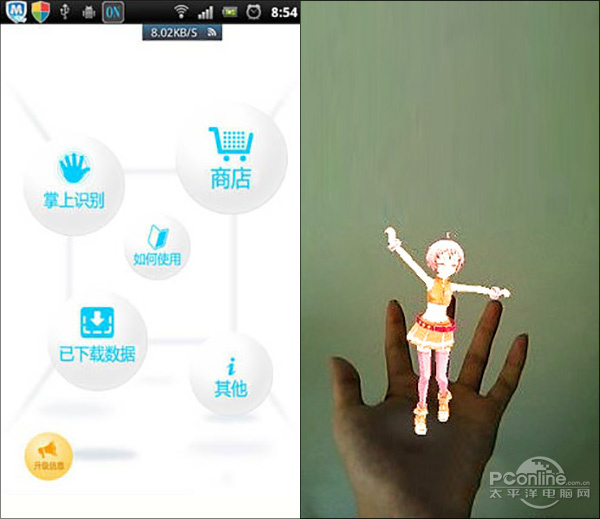 ON
8:54
8.02KB/S
商店
掌上识别
如何使用
已下载数据
i
其他
升级信息
PConline.com.cn
太平洋电脑网